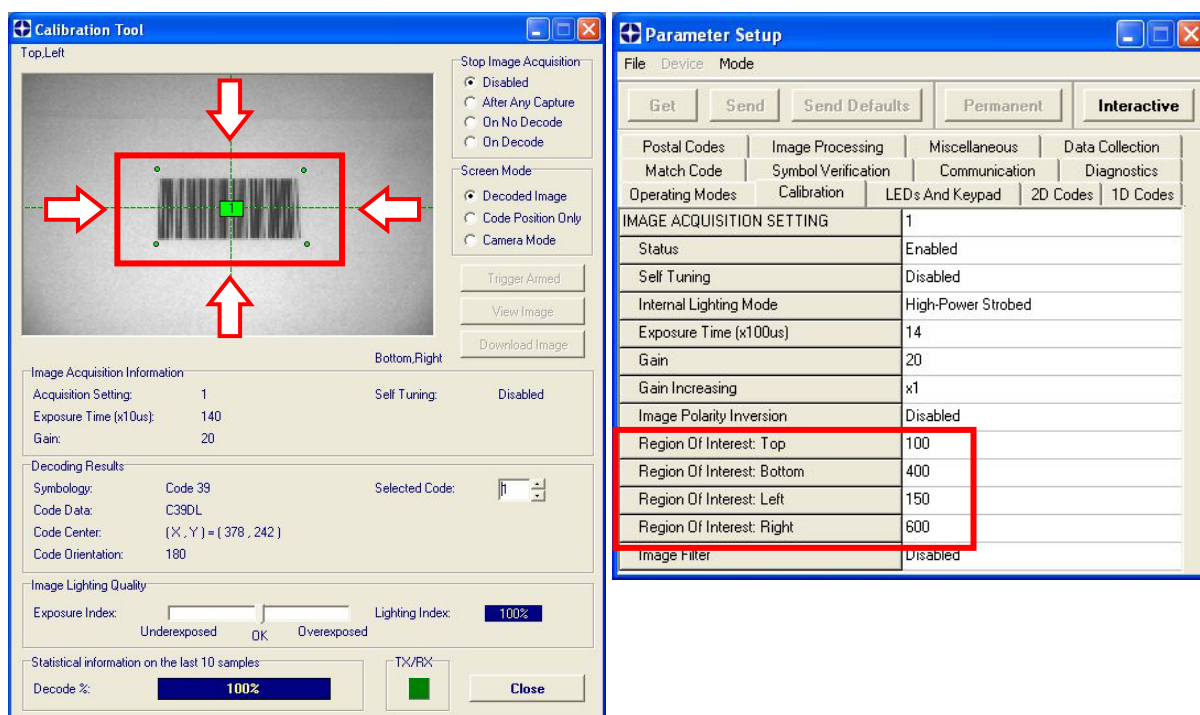 Calibration Tool
Top,Left
Stop Image Acquisition
Disabled
After Any Capture
On No Decode
On Decode
Screen Mode
Decoded Image
Code Position Only
Camera Mode
1
Trigger Armed
View Image
Download Image
Bottom,Right
Image Acquisition Information
Acquisition Setting: 1 Self Tuning: Disabled
Exposure Time (x10us): 140
Gain: 20
Decoding Results
Symbology: Code 39 Selected Code: 1
Code Data: C39DL
Code Center: (X,Y)=(378,242)
Code Orientation: 180
Image Lighting Quality
Exposure Index: Lighting Index: 100%
Underexposed OK Overexposed
Statistical information on the last 10 samples TX/RX
Decode %: 100% Close
Parameter Setup
File Device Mode
Get Send Send Defaults Permanent Interactive
Postal Codes Image Processing Miscellaneous Data Collection
Match Code Symbol Verification Communication Diagnostics
Operating Modes Calibration LEDs And Keypad 2D Codes 1D Codes
IMAGE ACQUISITION SETTING 1
Status Enabled
Self Tuning Disabled
Internal Lighting Mode High-Power Strobed
Exposure Time (x100us) 14
Gain 20
Gain Increasing x1
Image Polarity Inversion Disabled
Region Of Interest: Top 100
Region Of Interest: Bottom 400
Region Of Interest: Left 150
Region Of Interest: Right 600
Image Filter Disabled